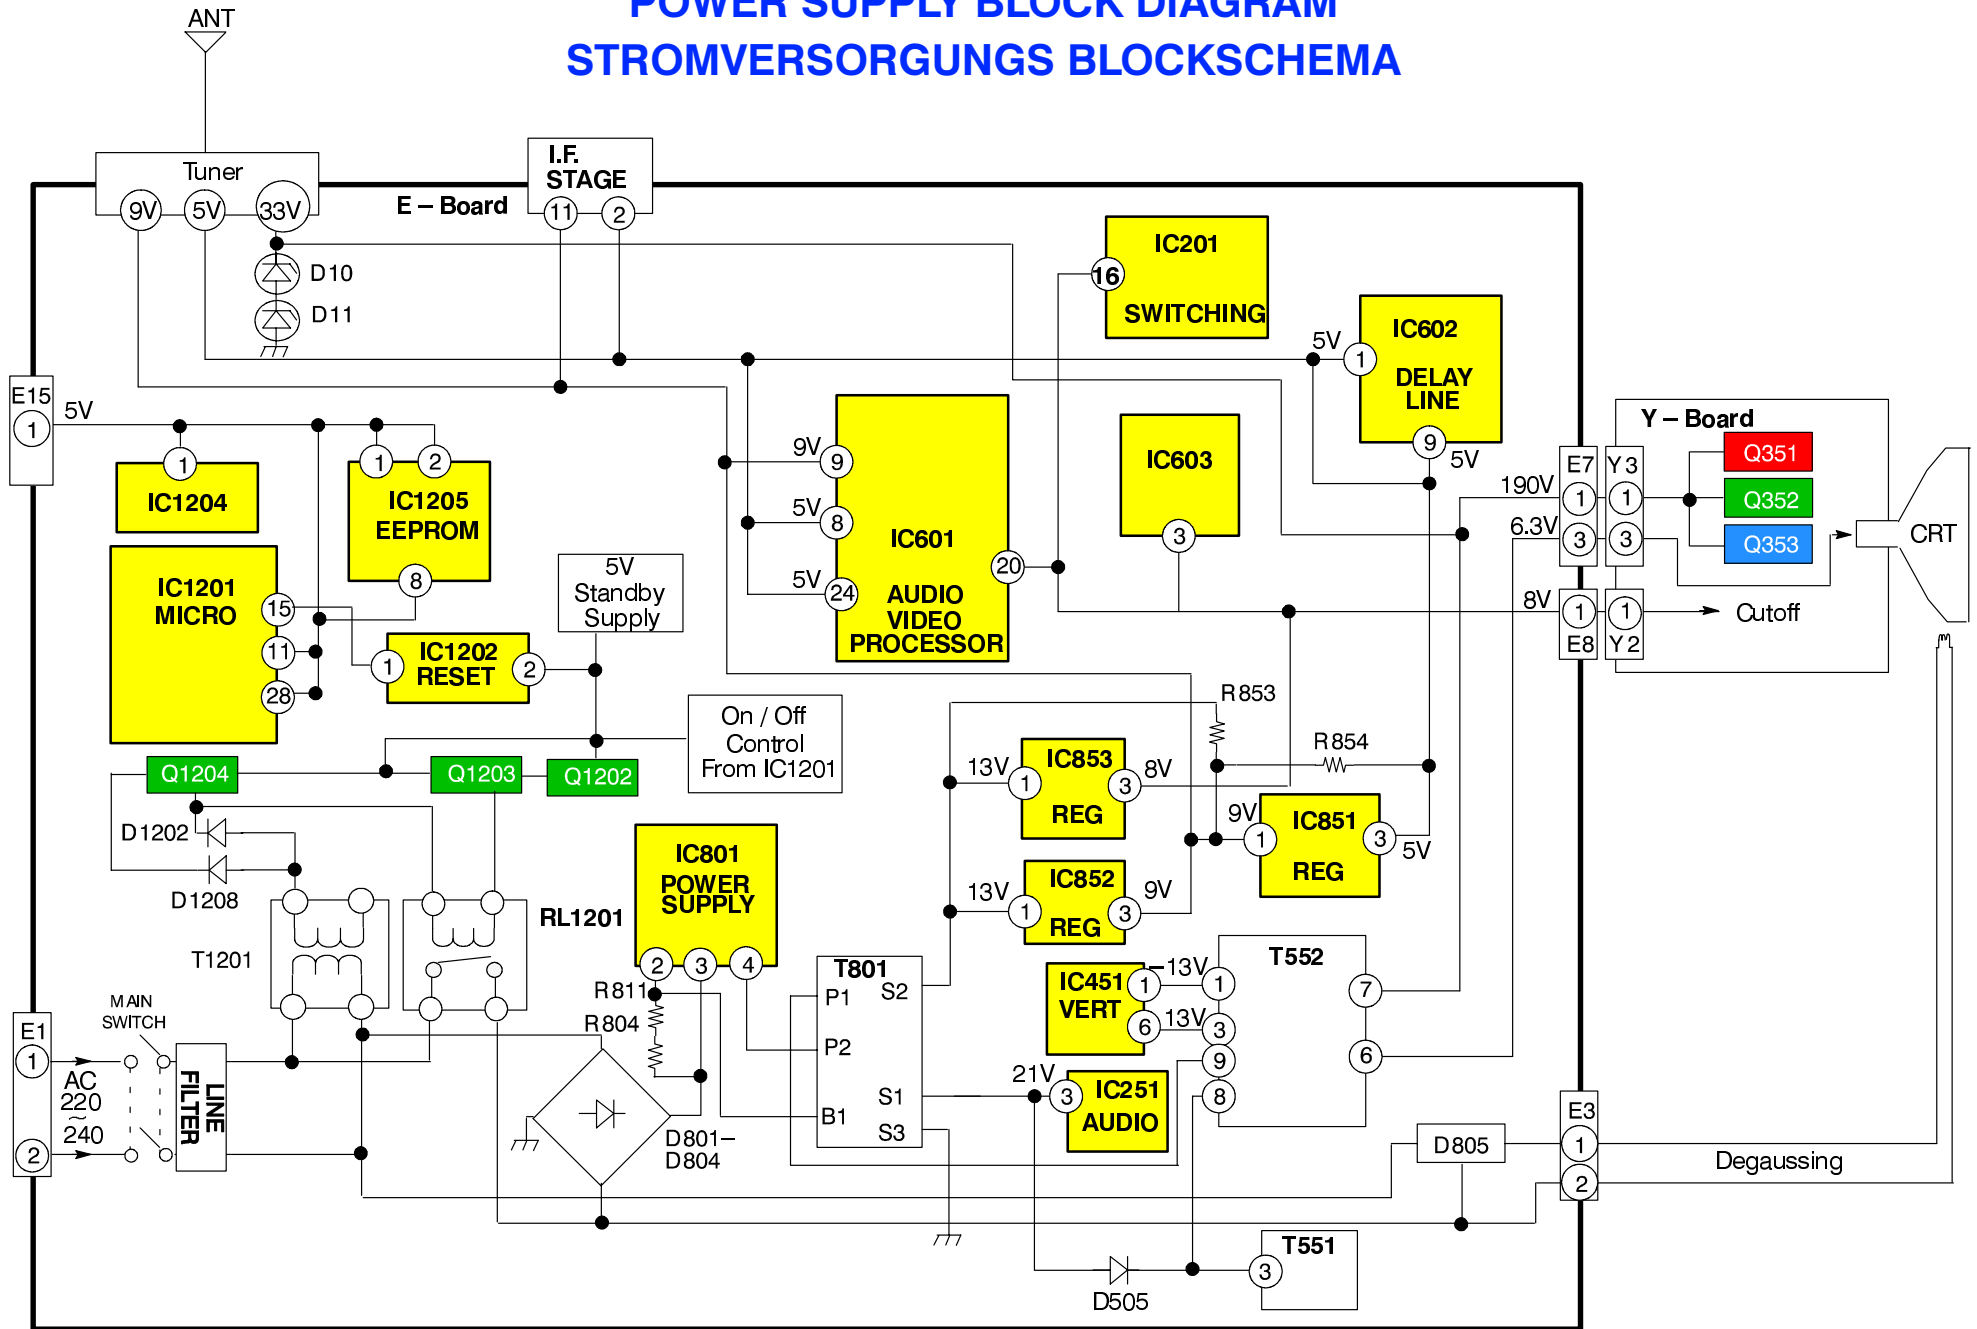 POWER SUPPLY BLOCK DIAGRAM
STROMVERSORGUNGS BLOCKSCHEMA
ANT
Tuner
9V
5V
33V
E – Board
I.F.
STAGE
11
2
D10
D11
IC201
16
SWITCHING
IC602
5V
1
DELAY
LINE
9
5V
E15
1
5V
1
IC1204
1
2
IC1205
EEPROM
8
IC1201
MICRO
15
11
28
1
IC1202
RESET
2
5V
Standby
Supply
On / Off
Control
From IC1201
9V
9
5V
8
5V
24
IC601
AUDIO
VIDEO
PROCESSOR
20
IC603
3
190V
6.3V
8V
E7
1
3
1
E8
Y3
1
3
1
Y2
Y – Board
Q351
Q352
Q353
CRT
Cutoff
Q1204
Q1203
Q1202
D1202
D1208
T1201
RL1201
IC801
POWER
SUPPLY
2
3
4
R811
R804
D801–
D804
R853
R854
13V
1
IC853
REG
3
8V
9V
1
IC851
REG
3
5V
13V
1
IC852
REG
3
9V
T801
P1
P2
B1
S2
S1
S3
IC451
VERT
1
6
–13V
13V
1
3
9
8
T552
7
6
21V
3
IC251
AUDIO
MAIN
SWITCH
E1
1
2
AC
220
~
240
LINE
FILTER
D805
E3
1
2
Degaussing
D505
T551
3